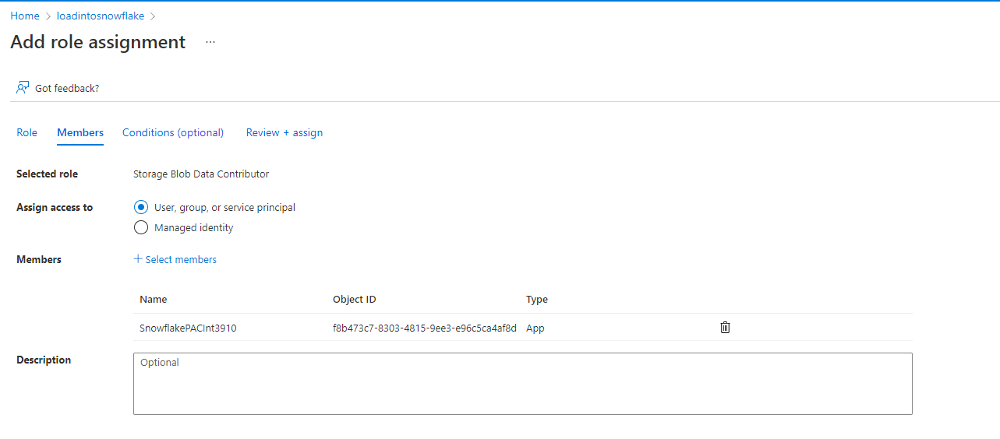 Home > loadintosnowflake >
Add role assignment ...
Got feedback?
Role Members Conditions (optional) Review + assign
Selected role Storage Blob Data Contributor
Assign access to User, group, or service principal
Managed identity
Members + Select members
Name Object ID Type
SnowflakePACInt3910 f8b473c7-8303-4815-9ee3-e96c5ca4af8d App
Description Optional